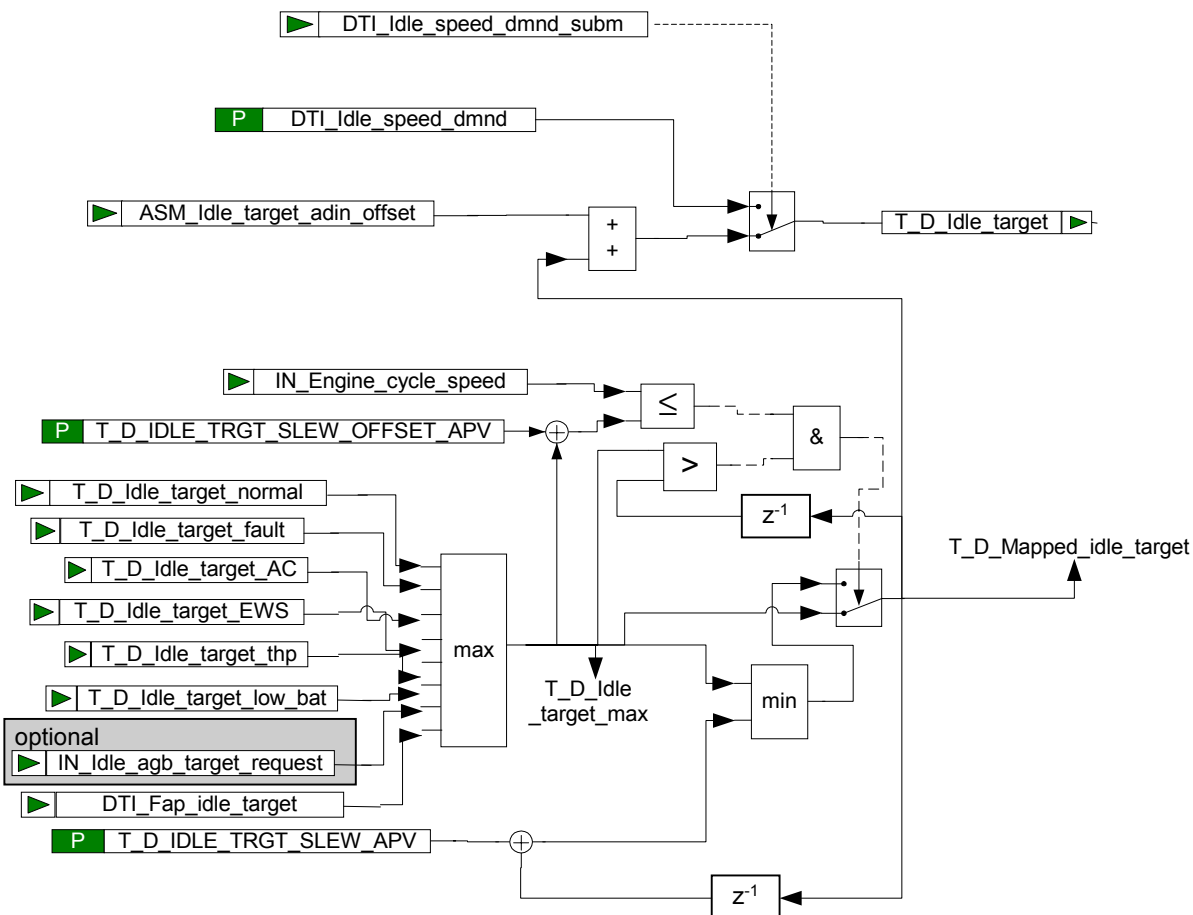 DTI_Idle_speed_dmnd_subm
P DTI_Idle_speed_dmnd
ASM_Idle_target_adin_offset
+
+
T_D_Idle_target
IN_Engine_cycle_speed
≤
P T_D_IDLE_TRGT_SLEW_OFFSET_APV
&
>
T_D_Idle_target_normal
z-1
T_D_Idle_target_fault
T_D_Mapped_idle_target
T_D_Idle_target_AC
T_D_Idle_target_EWS
max
T_D_Idle_target_thp
T_D_Idle
_target_max
min
T_D_Idle_target_low_bat
optional
IN_Idle_agb_target_request
DTI_Fap_idle_target
P T_D_IDLE_TRGT_SLEW_APV
z-1